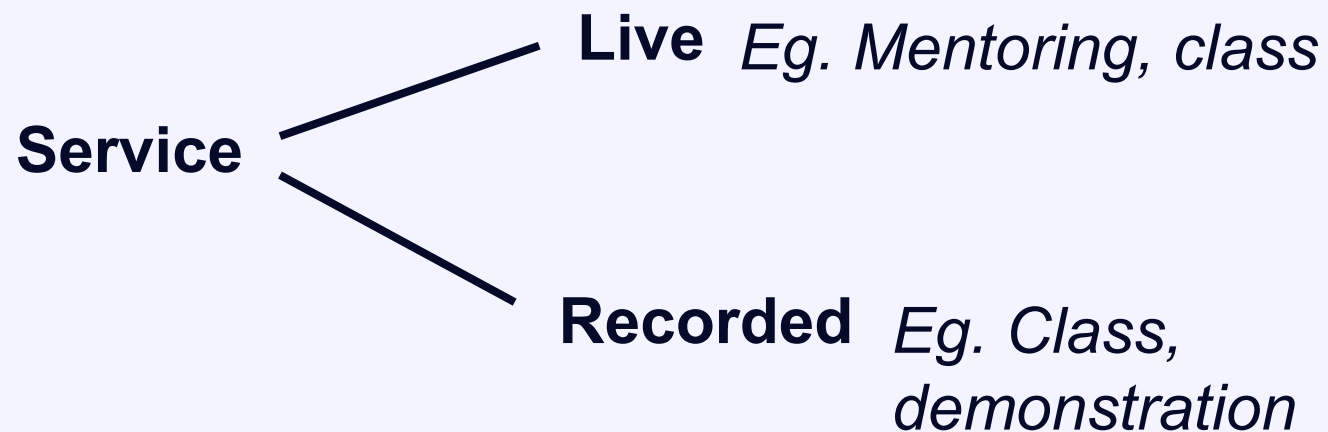 Live Eg. Mentoring, class
Service
Recorded Eg. Class,
demonstration